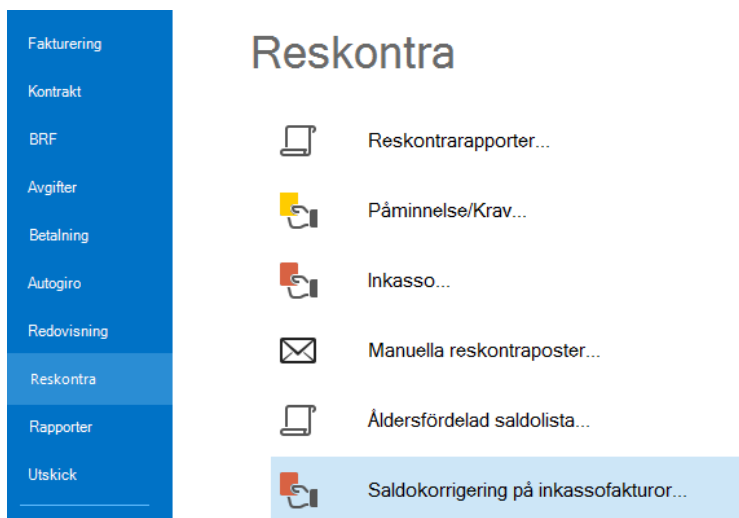 Fakturering
Kontrakt
BRF
Avgifter
Betalning
Autogiro
Redovisning
Reskontra
Rapporter
Utskick
Reskontra
Reskontrarapporter...
Påminnelse/Krav...
Inkasso...
Manuella reskontraposter...
Åldersfördelad saldolista...
Saldokorrigering på inkassofakturor...